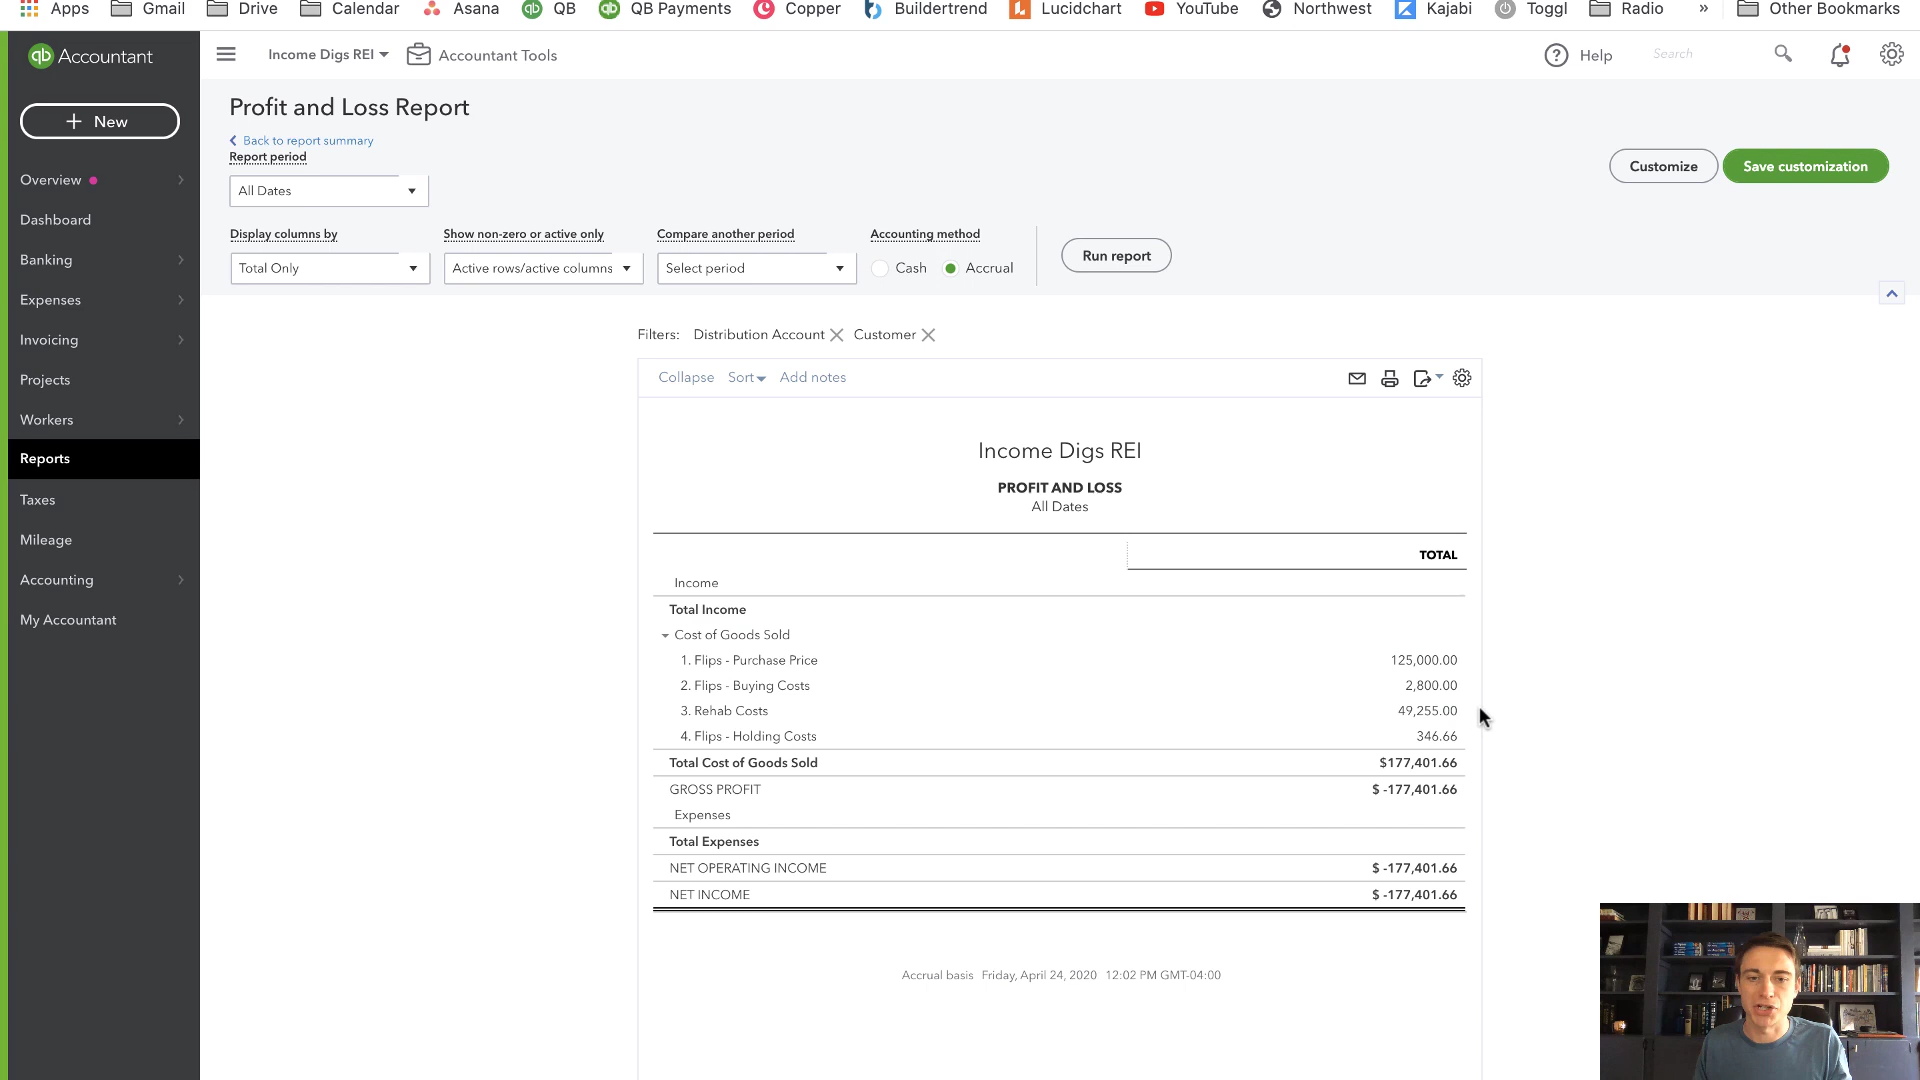 Apps Gmail Drive Calendar Asana QB QB Payments Copper Buildertrend Lucidchart YouTube Northwest Kajabi Toggl Radio » Other Bookmarks
qb Accountant
Income Digs REI
Accountant Tools
Help
Search
+ New
Overview
Dashboard
Banking
Expenses
Invoicing
Projects
Workers
Reports
Taxes
Mileage
Accounting
My Accountant
Profit and Loss Report
Back to report summary
Report period
All Dates
Customize
Save customization
Display columns by Show non-zero or active only Compare another period Accounting method
Total Only Active rows/active columns Select period Cash Accrual
Run report
Filters: Distribution Account Customer
Collapse Sort Add notes
Income Digs REI
PROFIT AND LOSS
All Dates
TOTAL
Income
Total Income
Cost of Goods Sold
1. Flips - Purchase Price 125,000.00
2. Flips - Buying Costs 2,800.00
3. Rehab Costs 49,255.00
4. Flips - Holding Costs 346.66
Total Cost of Goods Sold $177,401.66
GROSS PROFIT $ -177,401.66
Expenses
Total Expenses
NET OPERATING INCOME $ -177,401.66
NET INCOME $ -177,401.66
Accrual basis Friday, April 24, 2020 12:02 PM GMT-04:00